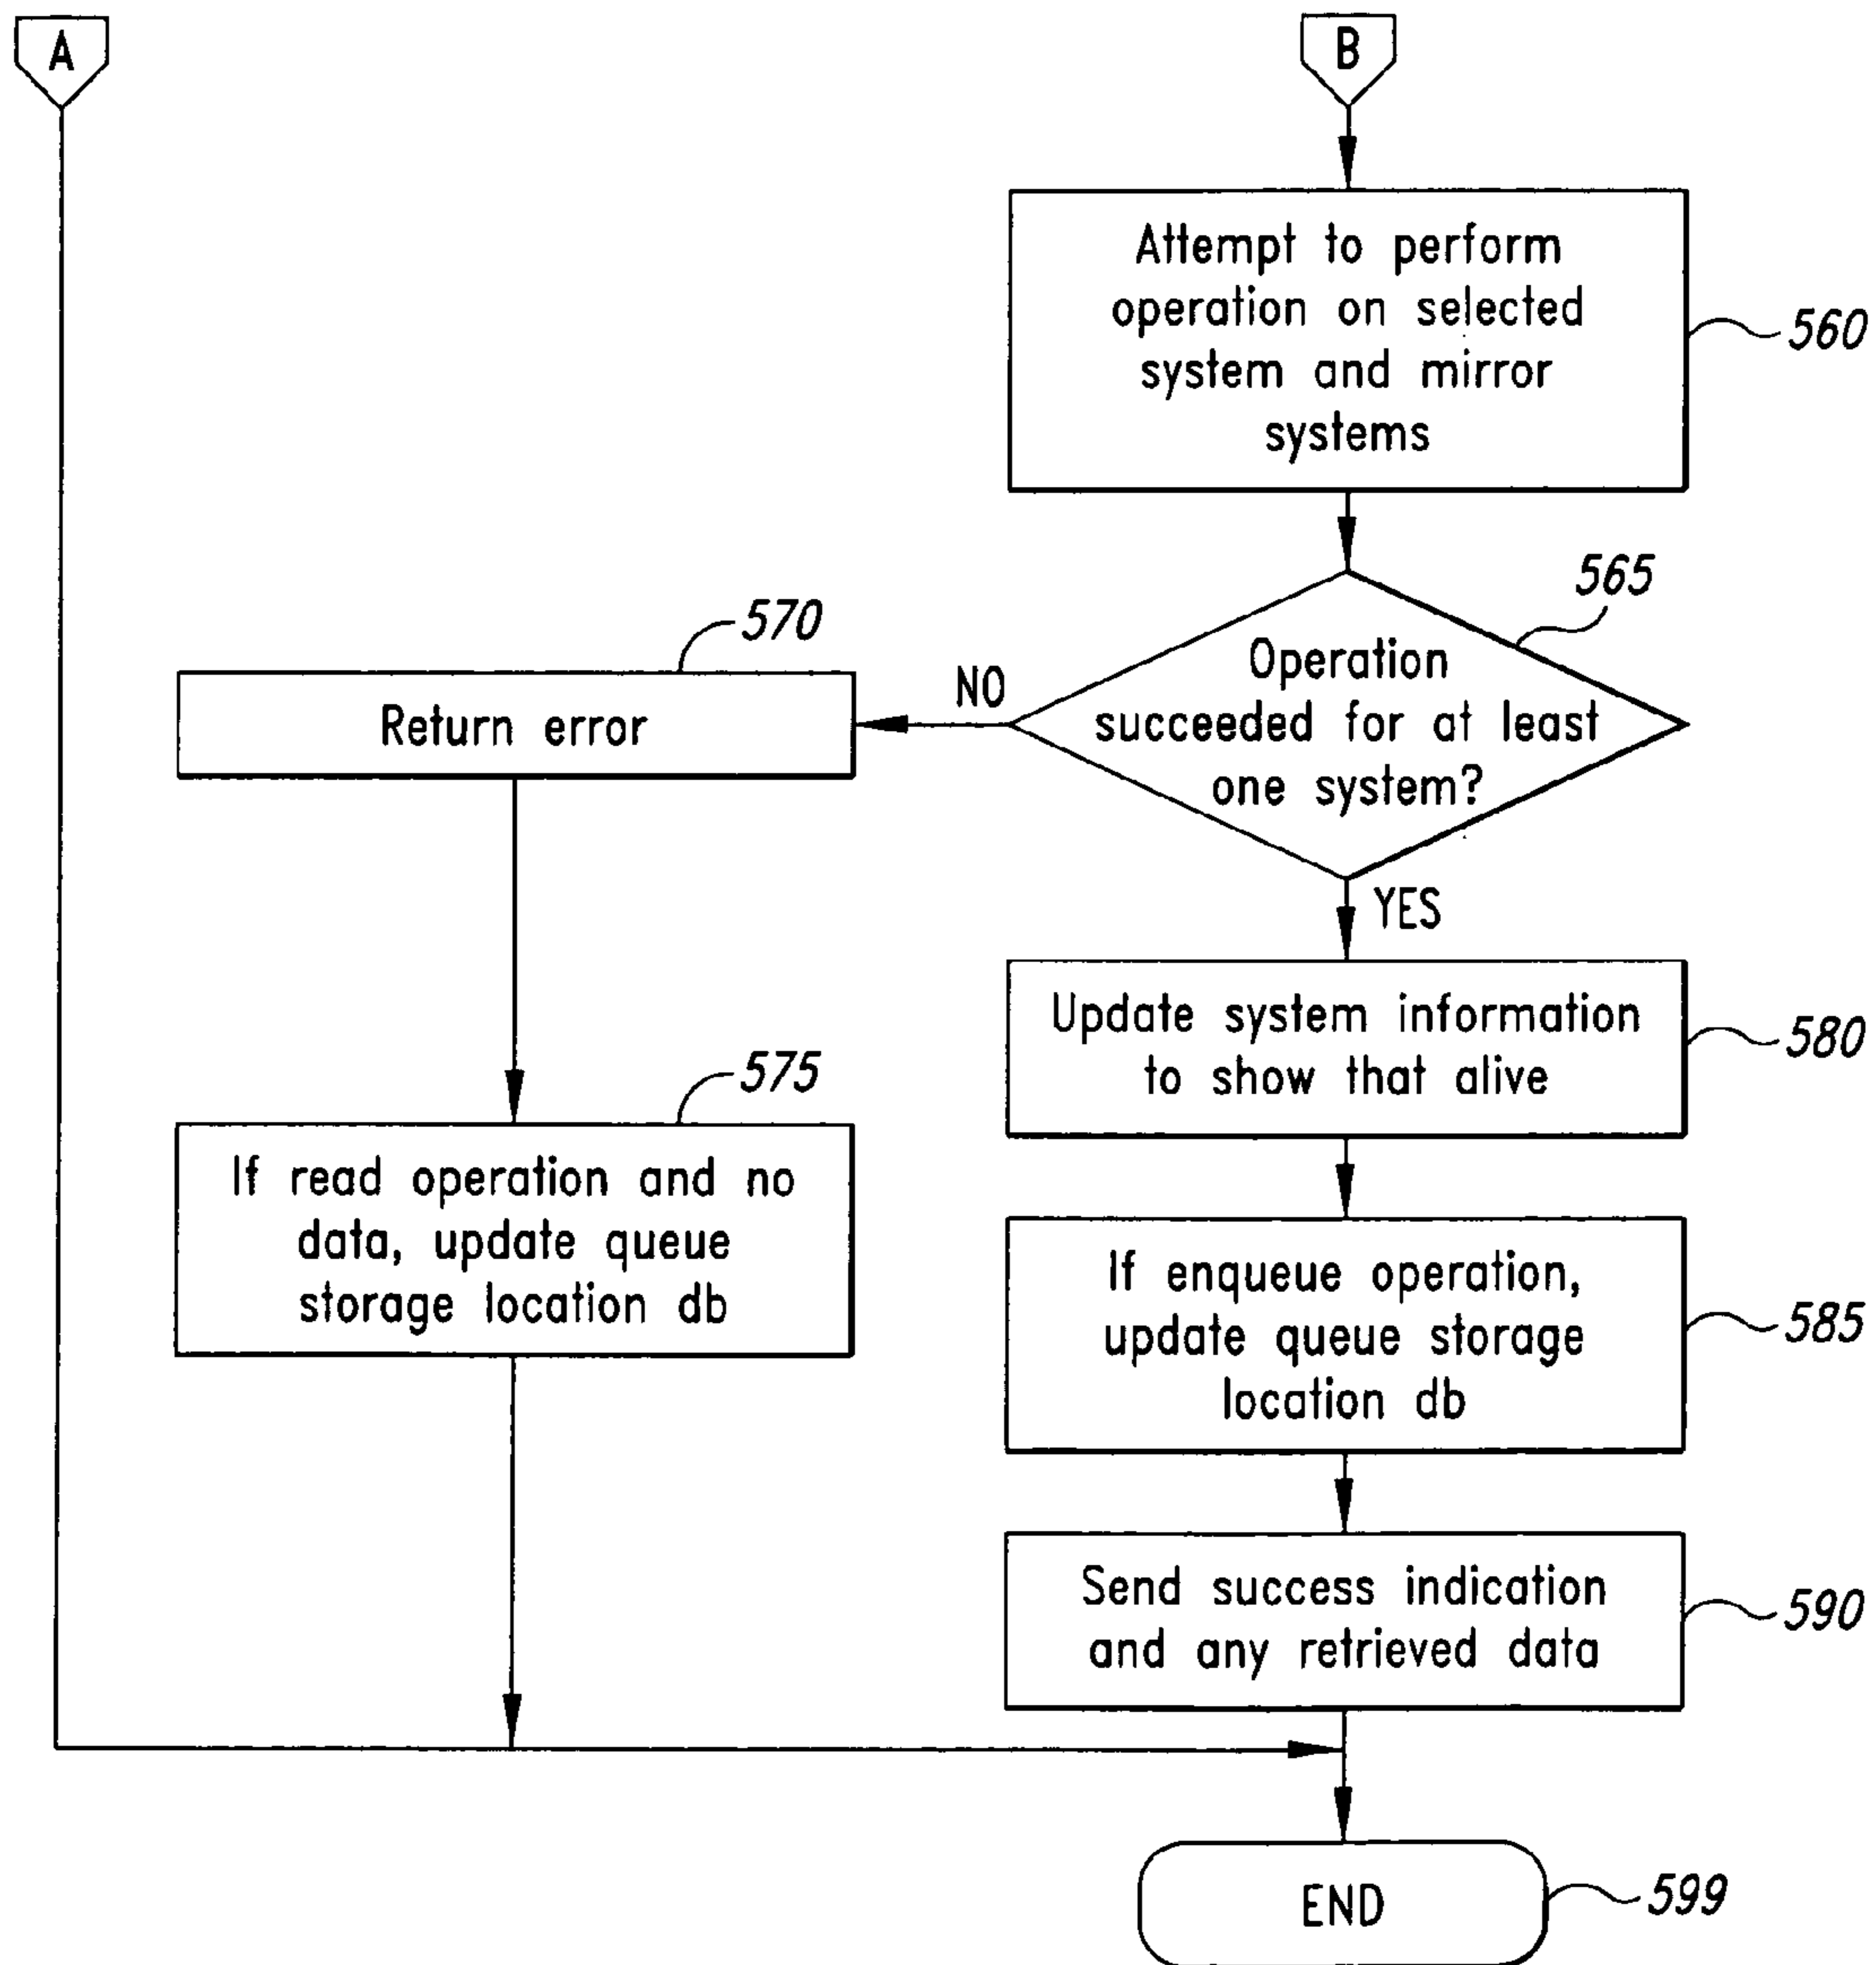 A
B
Attempt to perform
operation on selected
system and mirror
systems
560
565
Operation
succeeded for at least
one system?
NO
570
Return error
YES
Update system information
to show that alive
580
575
If read operation and no
data, update queue
storage location db
If enqueue operation,
update queue storage
location db
585
Send success indication
and any retrieved data
590
END
599